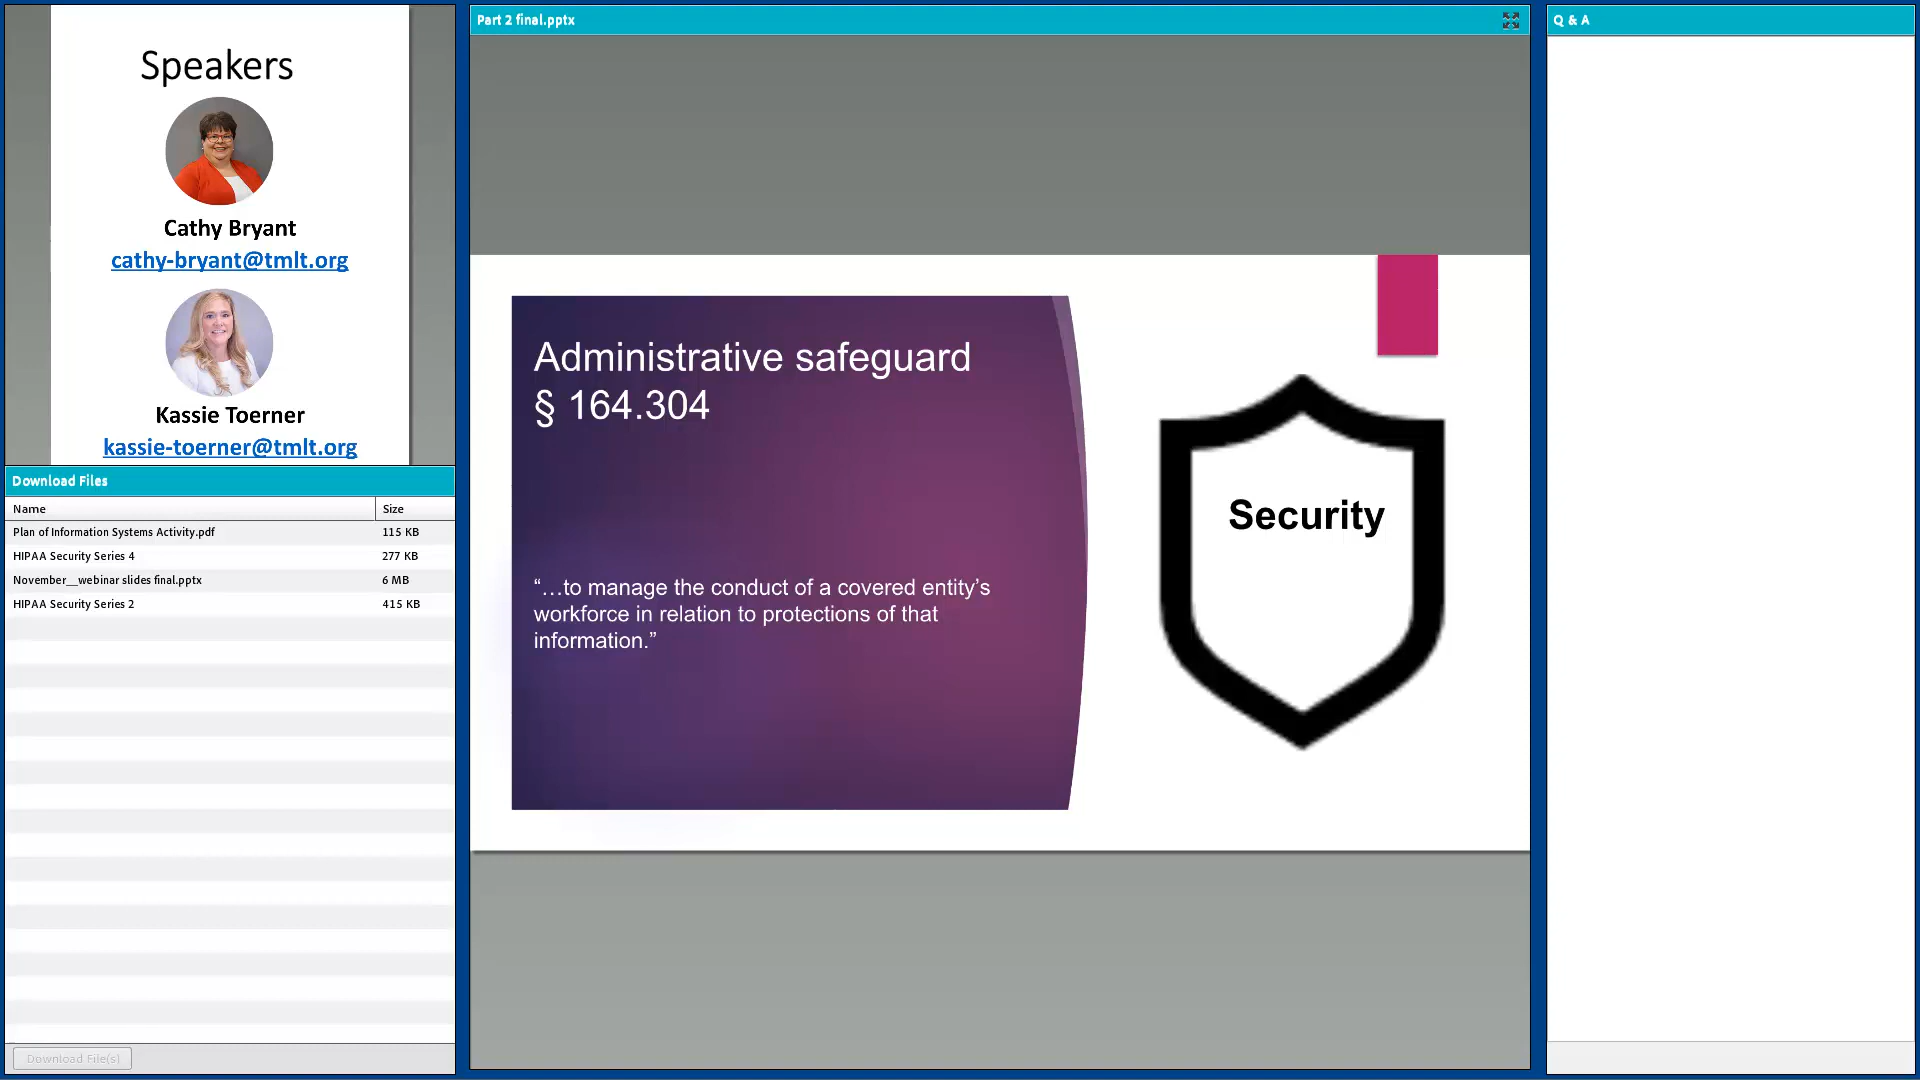 Speakers
Cathy Bryant
cathy-bryant@tmlt.org
Kassie Toerner
kassie-toerner@tmlt.org
Download Files
Name Size
Plan of Information Systems Activity.pdf 115 KB
HIPAA Security Series 4 277 KB
November__webinar slides final.pptx 6 MB
HIPAA Security Series 2 415 KB
Download File(s)
Part 2 final.pptx
Administrative safeguard
§ 164.304
“…to manage the conduct of a covered entity’s
workforce in relation to protections of that
information.”
Security
Q & A